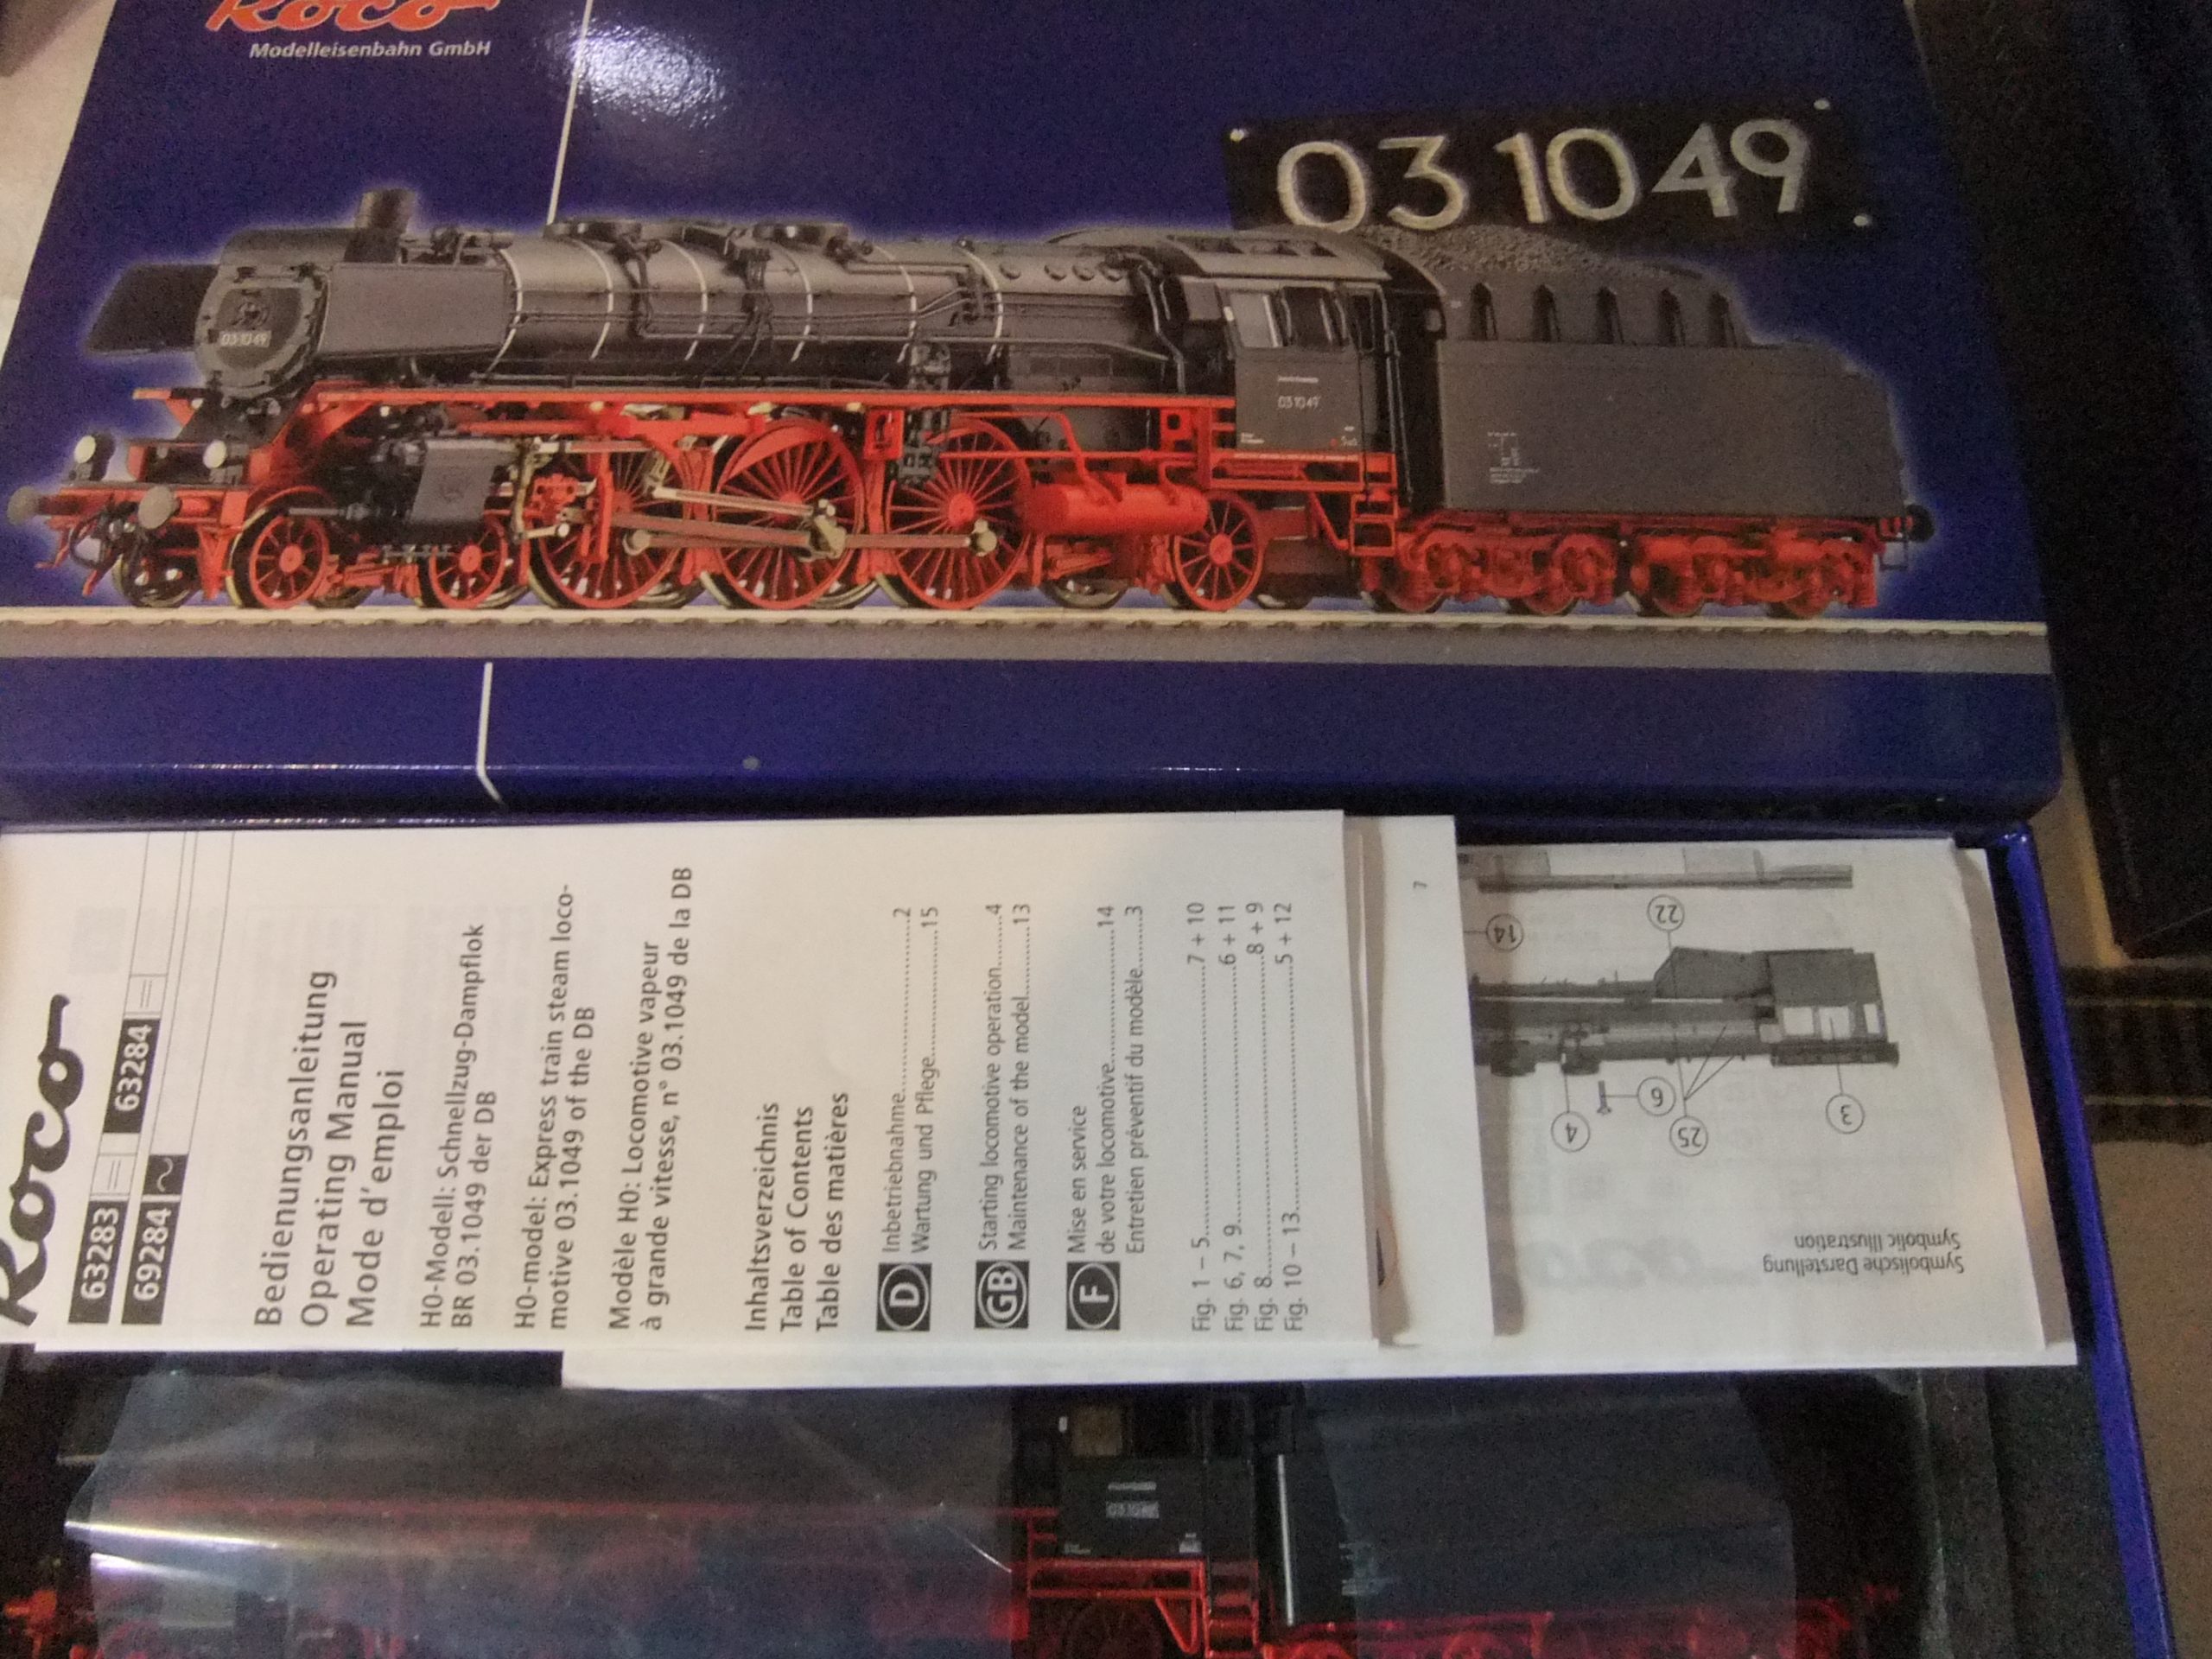 Roco
Modelleisenbahn GmbH
03 1049
03 1049
03 1049
Roco
63283 = 63284 =
69284 ~
Bedienungsanleitung
Operating Manual
Mode d'emploi
H0-Modell: Schnellzug-Dampflok
BR 03.1049 der DB
H0-model: Express train steam loco-
motive 03.1049 of the DB
Modèle H0: Locomotive vapeur
à grande vitesse, n° 03.1049 de la DB
Inhaltsverzeichnis
Table of Contents
Table des matières
D Inbetriebnahme..............................2
Wartung und Pflege......................15
GB Starting locomotive operation..........4
Maintenance of the model.............13
F Mise en service
de votre locomotive......................14
Entretien préventif du modèle..........3
Fig. 1 – 5..............................7 + 10
Fig. 6, 7, 9............................6 + 11
Fig. 8....................................8 + 9
Fig. 10 – 13..........................5 + 12
7
14
22
4
6
25
3
Symbolische Darstellung
Symbolic Illustration